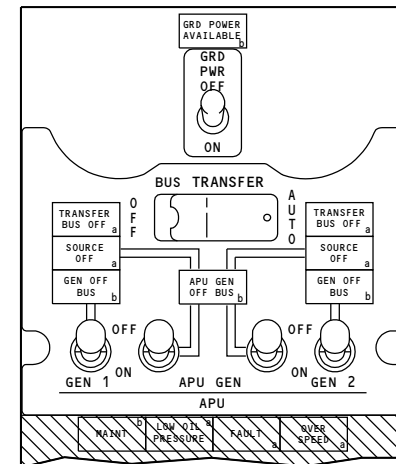 GRD POWER
AVAILABLE b
GRD
PWR
OFF
ON
BUS TRANSFER
OFF
AUTO
TRANSFER
BUS OFF a
SOURCE
OFF a
GEN OFF
BUS b
APU GEN
OFF BUS b
TRANSFER
BUS OFF a
SOURCE
OFF a
GEN OFF
BUS b
OFF
OFF
ON
ON
GEN 1
APU GEN
GEN 2
APU
MAINT b
LOW OIL a
PRESSURE
FAULT a
OVER
SPEED a